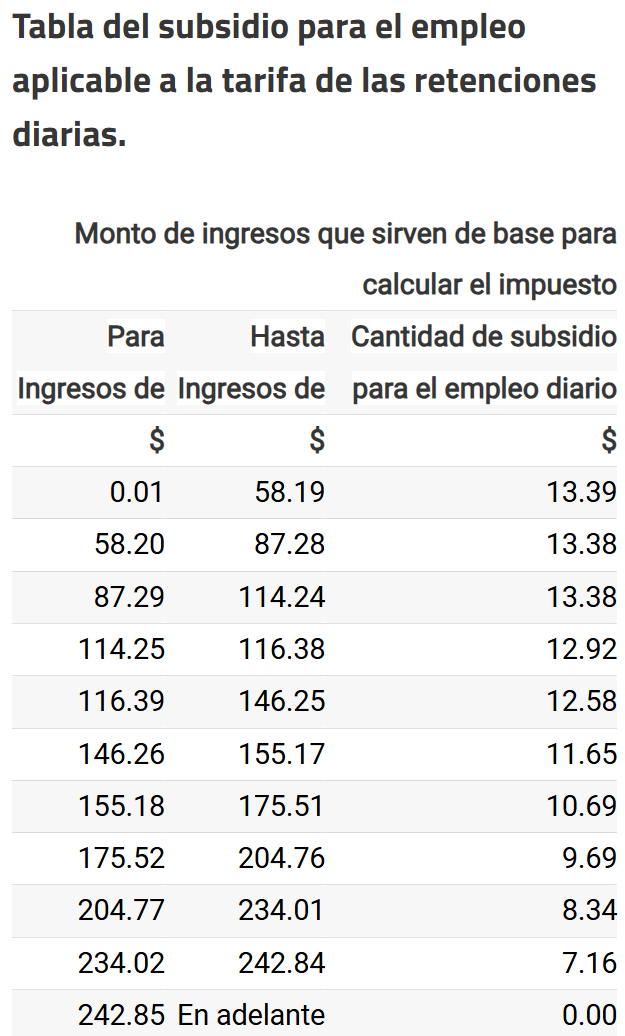 Tabla del subsidio para el empleo
aplicable a la tarifa de las retenciones
diarias.
Monto de ingresos que sirven de base para
calcular el impuesto
Para Hasta Cantidad de subsidio
Ingresos de Ingresos de para el empleo diario
$ $ $
0.01 58.19 13.39
58.20 87.28 13.38
87.29 114.24 13.38
114.25 116.38 12.92
116.39 146.25 12.58
146.26 155.17 11.65
155.18 175.51 10.69
175.52 204.76 9.69
204.77 234.01 8.34
234.02 242.84 7.16
242.85 En adelante 0.00